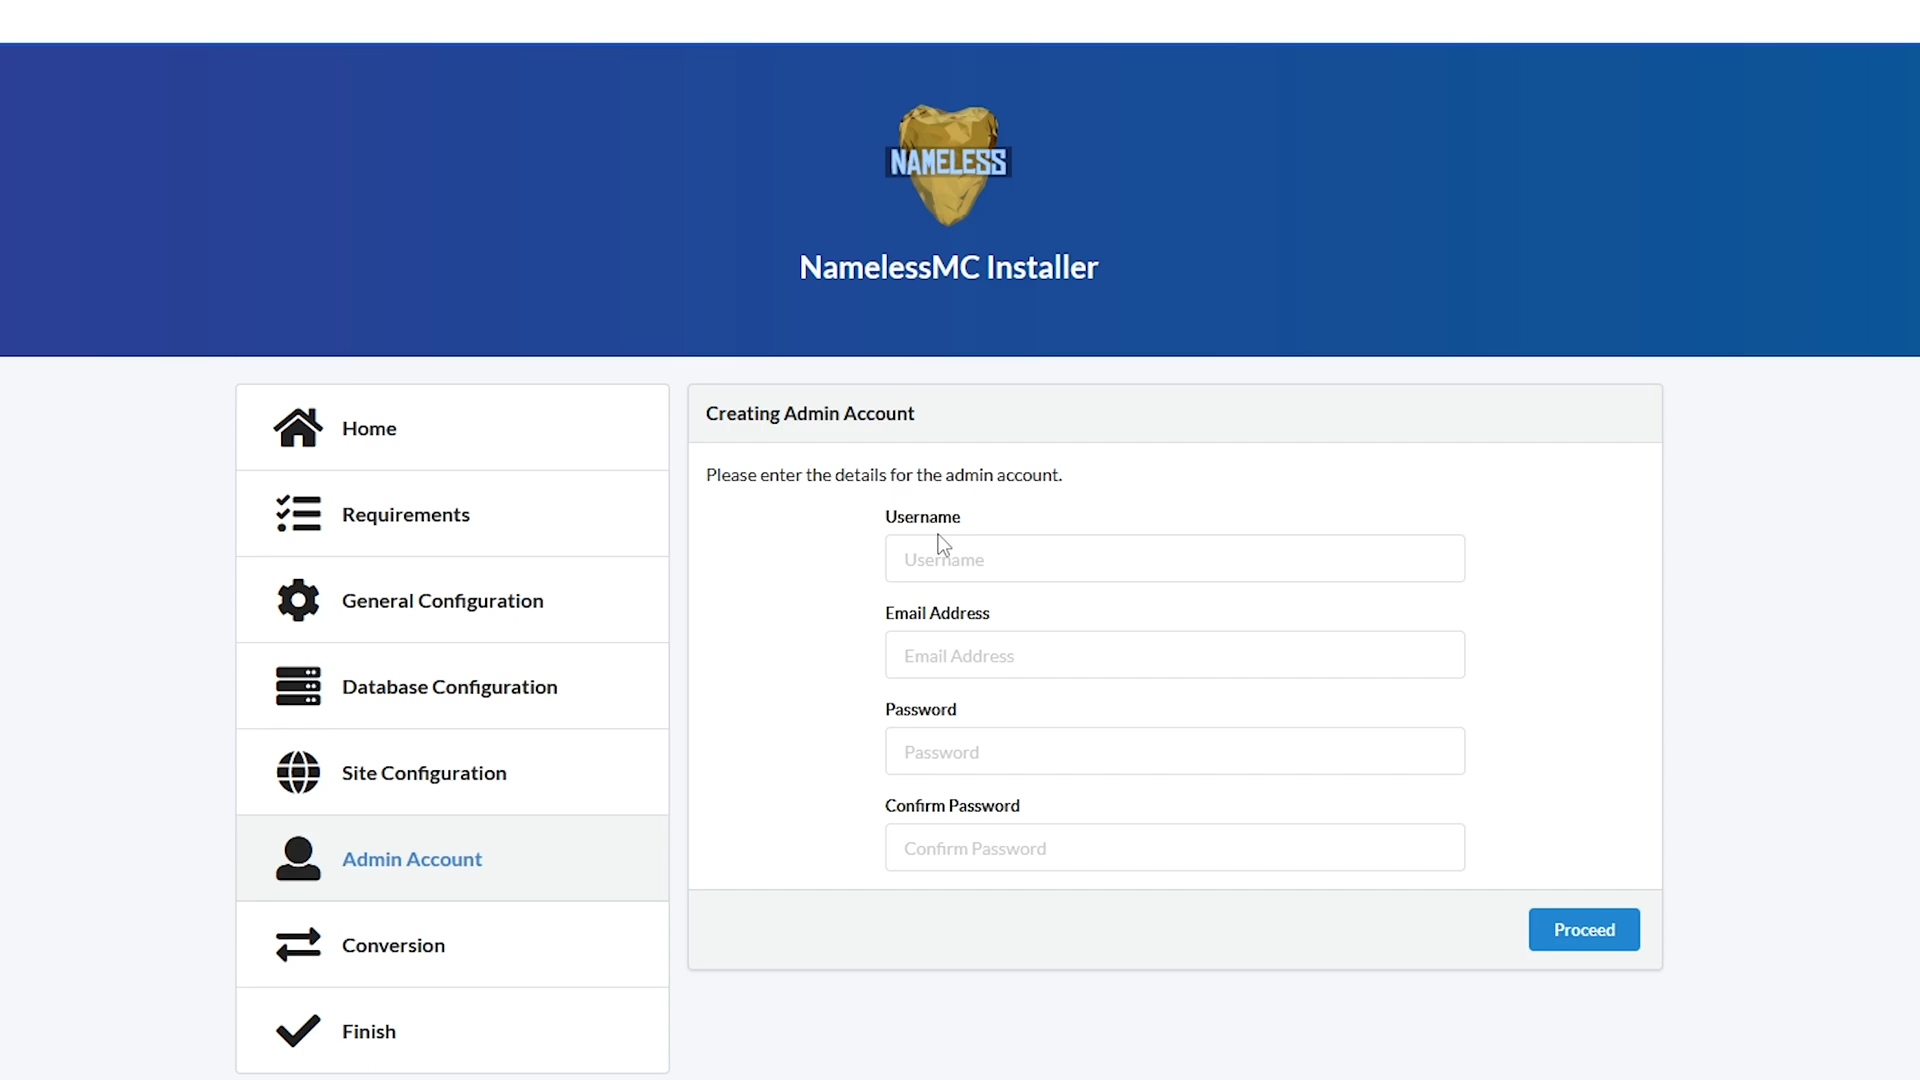 NAMELESS
NamelessMC Installer
Home
Requirements
General Configuration
Database Configuration
Site Configuration
Admin Account
Conversion
Finish
Creating Admin Account
Please enter the details for the admin account.
Username
Username
Email Address
Email Address
Password
Password
Confirm Password
Confirm Password
Proceed